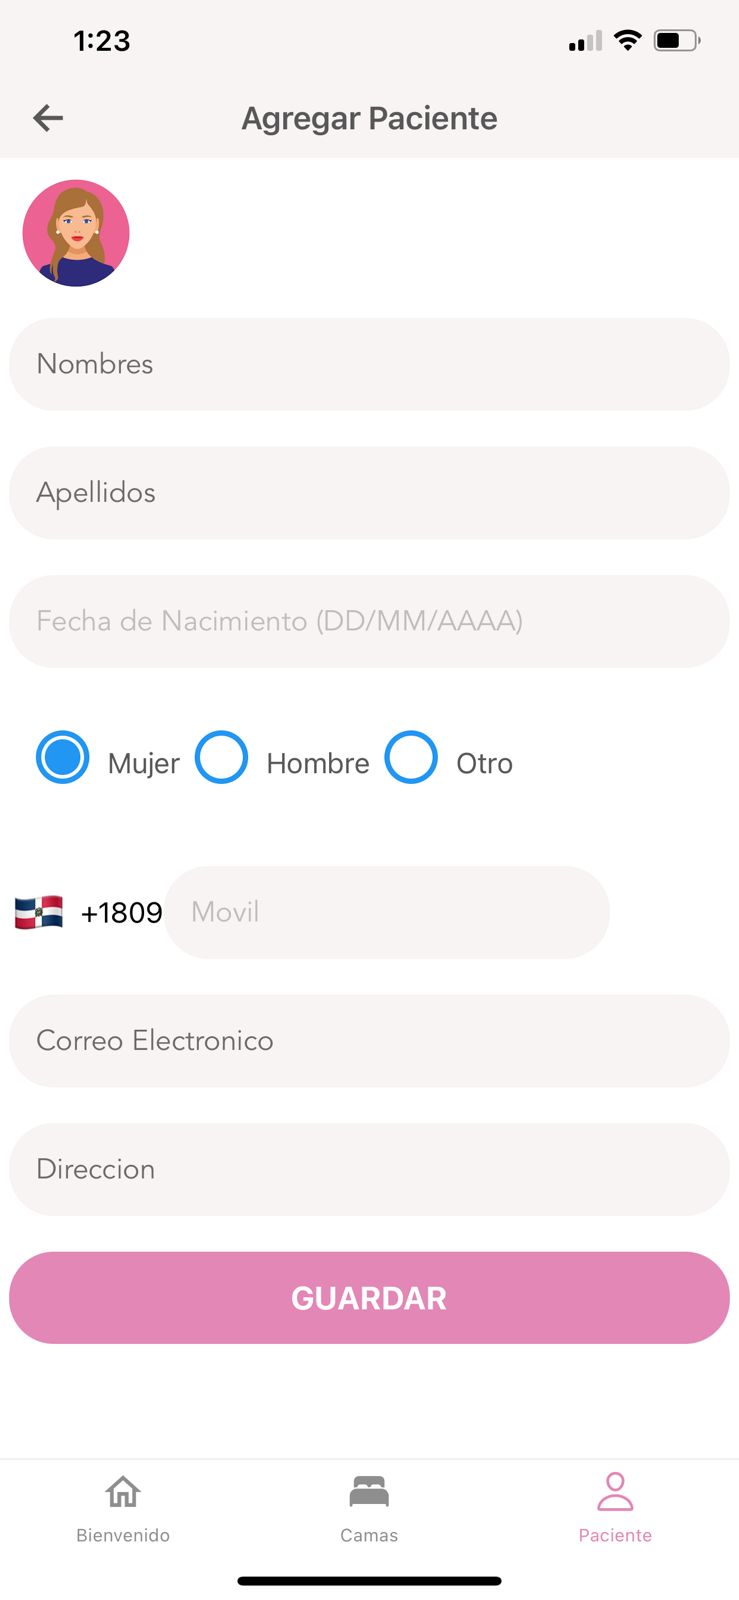 1:23
Agregar Paciente
Nombres
Apellidos
Fecha de Nacimiento (DD/MM/AAAA)
Mujer Hombre Otro
+1809 Movil
Correo Electronico
Direccion
GUARDAR
Bienvenido Camas Paciente